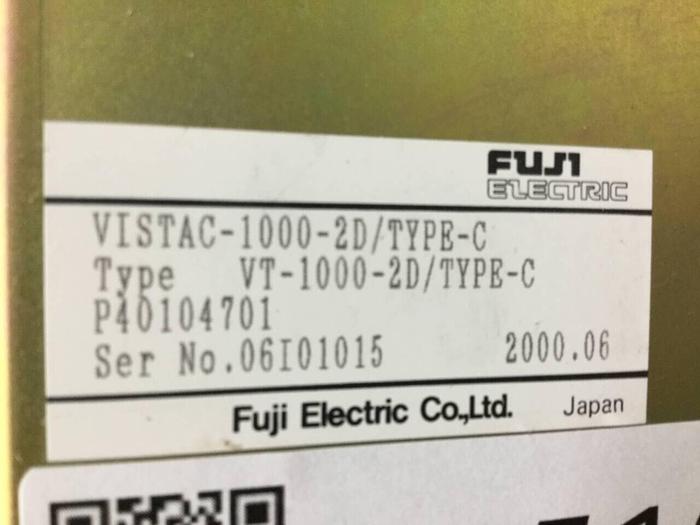 FUJI
ELECTRIC
VISTAC-1000-2D/TYPE-C
Type VT-1000-2D/TYPE-C
P40104701
Ser No.06I01015 2000.06
Fuji Electric Co.,Ltd. Japan